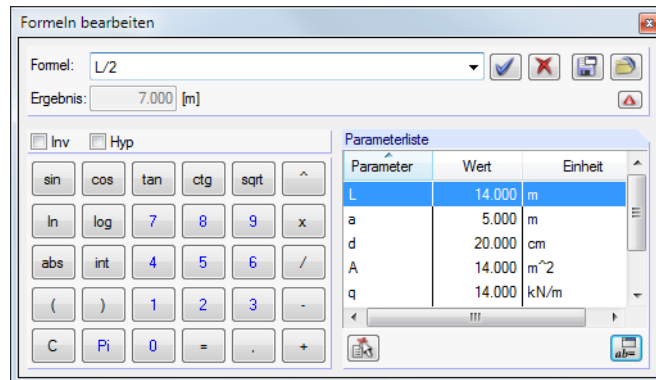 Formeln bearbeiten
Formel: L/2
Ergebnis: 7.000 [m]
Inv Hyp
sin cos tan ctg sqrt ^
ln log 7 8 9 x
abs int 4 5 6 /
( ) 1 2 3 -
C Pi 0 = . +
Parameterliste
Parameter Wert Einheit
L 14.000 m
a 5.000 m
d 20.000 cm
A 14.000 m^2
q 14.000 kN/m
ab=